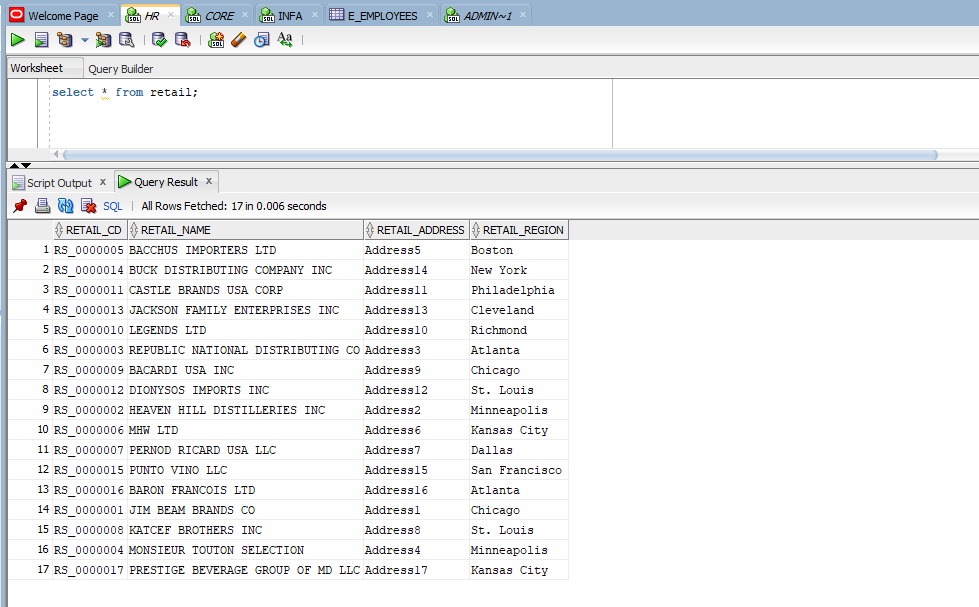 Welcome Page HR CORE INFA E_EMPLOYEES ADMIN~1
Worksheet Query Builder
select * from retail;
Script Output x Query Result x
SQL All Rows Fetched: 17 in 0.006 seconds
RETAIL_CD RETAIL_NAME RETAIL_ADDRESS RETAIL_REGION
1 RS_0000005 BACCHUS IMPORTERS LTD Address5 Boston
2 RS_0000014 BUCK DISTRIBUTING COMPANY INC Address14 New York
3 RS_0000011 CASTLE BRANDS USA CORP Address11 Philadelphia
4 RS_0000013 JACKSON FAMILY ENTERPRISES INC Address13 Cleveland
5 RS_0000010 LEGENDS LTD Address10 Richmond
6 RS_0000003 REPUBLIC NATIONAL DISTRIBUTING CO Address3 Atlanta
7 RS_0000009 BACARDI USA INC Address9 Chicago
8 RS_0000012 DIONYSOS IMPORTS INC Address12 St. Louis
9 RS_0000002 HEAVEN HILL DISTILLERIES INC Address2 Minneapolis
10 RS_0000006 MHW LTD Address6 Kansas City
11 RS_0000007 PERNOD RICARD USA LLC Address7 Dallas
12 RS_0000015 PUNTO VINO LLC Address15 San Francisco
13 RS_0000016 BARON FRANCOIS LTD Address16 Atlanta
14 RS_0000001 JIM BEAM BRANDS CO Address1 Chicago
15 RS_0000008 KATCEF BROTHERS INC Address8 St. Louis
16 RS_0000004 MONSIEUR TOUTON SELECTION Address4 Minneapolis
17 RS_0000017 PRESTIGE BEVERAGE GROUP OF MD LLC Address17 Kansas City